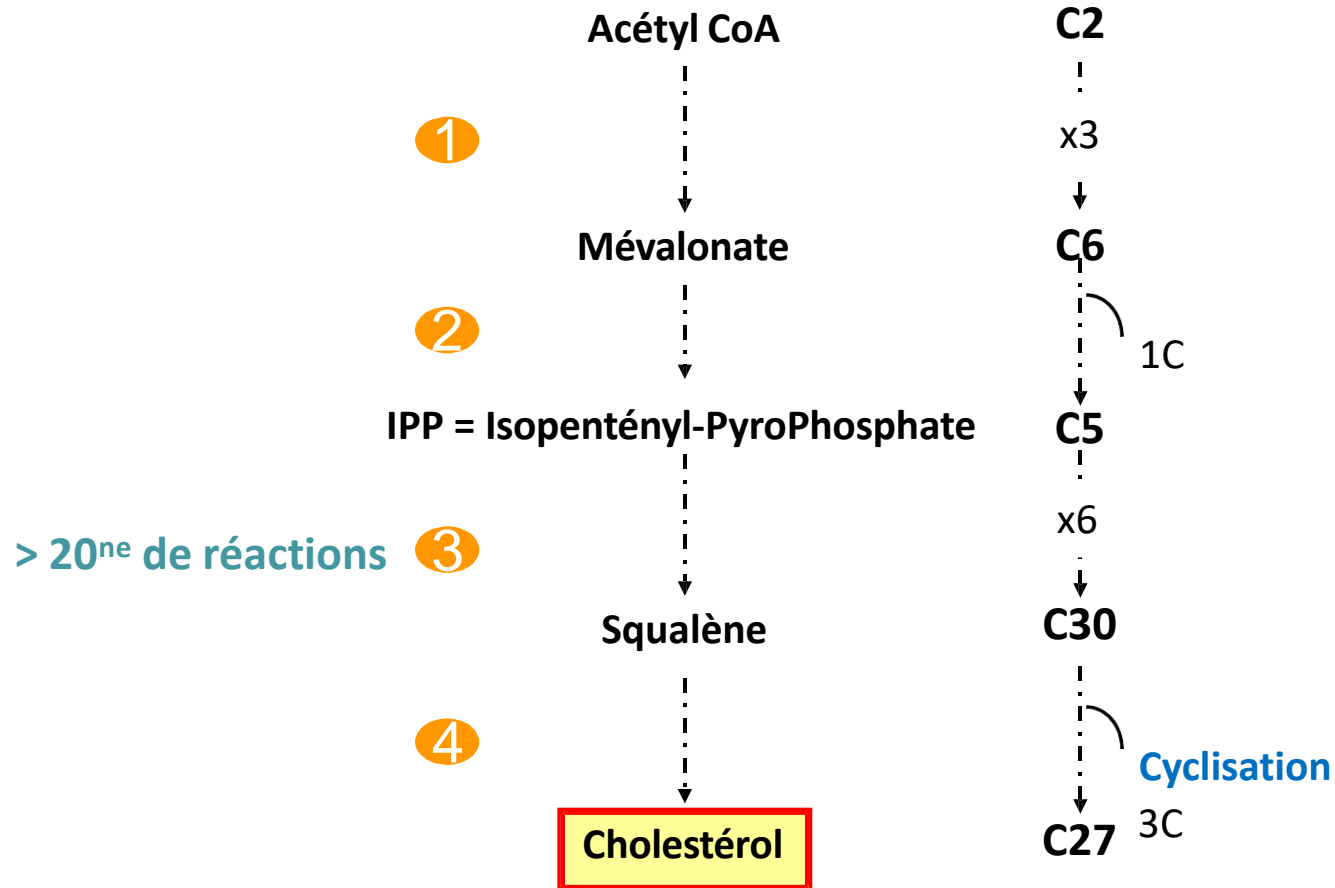 Acétyl CoA C2
1 x3
Mévalonate C6
2 1C
IPP = Isopentényl-PyroPhosphate C5
x6
> 20ne de réactions 3
Squalène C30
4
Cyclisation
Cholestérol C27 3C